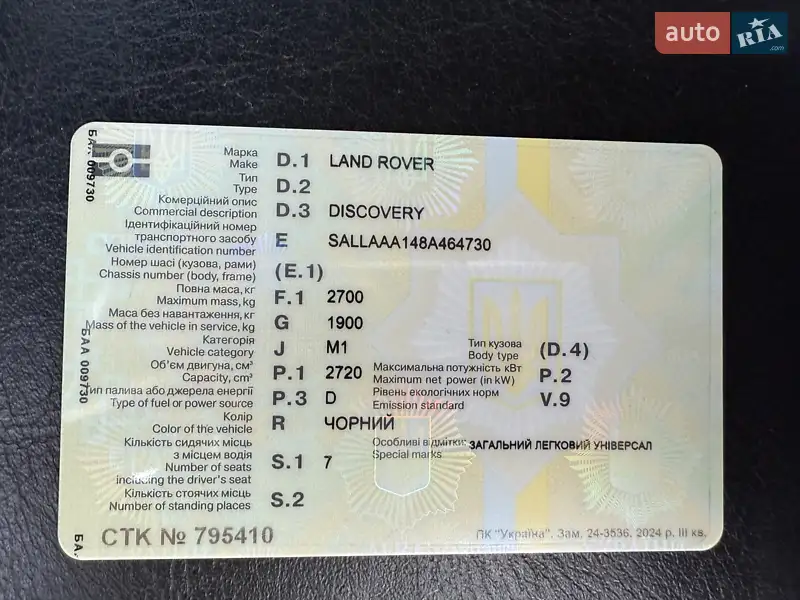 auto RIA .com
БАА 009730
Марка
Make D.1 LAND ROVER
Тип
Type D.2
Комерційний опис
Commercial description D.3 DISCOVERY
Ідентифікаційний номер
транспортного засобу
Vehicle identification number E SALLAAA148A464730
Номер шасі (кузова, рами)
Chassis number (body, frame) (E.1)
Повна маса, кг
Maximum mass, kg F.1 2700
Маса без навантаження, кг
Mass of the vehicle in service, kg G 1900
Категорія
Vehicle category J M1
Тип кузова
Body type (D.4)
Об'єм двигуна, см³
Capacity, cm³ P.1 2720
Максимальна потужність кВт
Maximum net power (in kW) P.2
БАА 009730
Тип палива або джерела енергії
Type of fuel or power source P.3 D
Рівень екологічних норм
Emission standard V.9
Колір
Color of the vehicle R ЧОРНИЙ
Кількість сидячих місць
з місцем водія
Number of seats
including the driver's seat S.1 7
Особливі відмітки: ЗАГАЛЬНИЙ ЛЕГКОВИЙ УНІВЕРСАЛ
Special marks
Кількість стоячих місць
Number of standing places S.2
БАА
СТК № 795410
ПК "Україна". Зам. 24-3536. 2024 р. III кв.